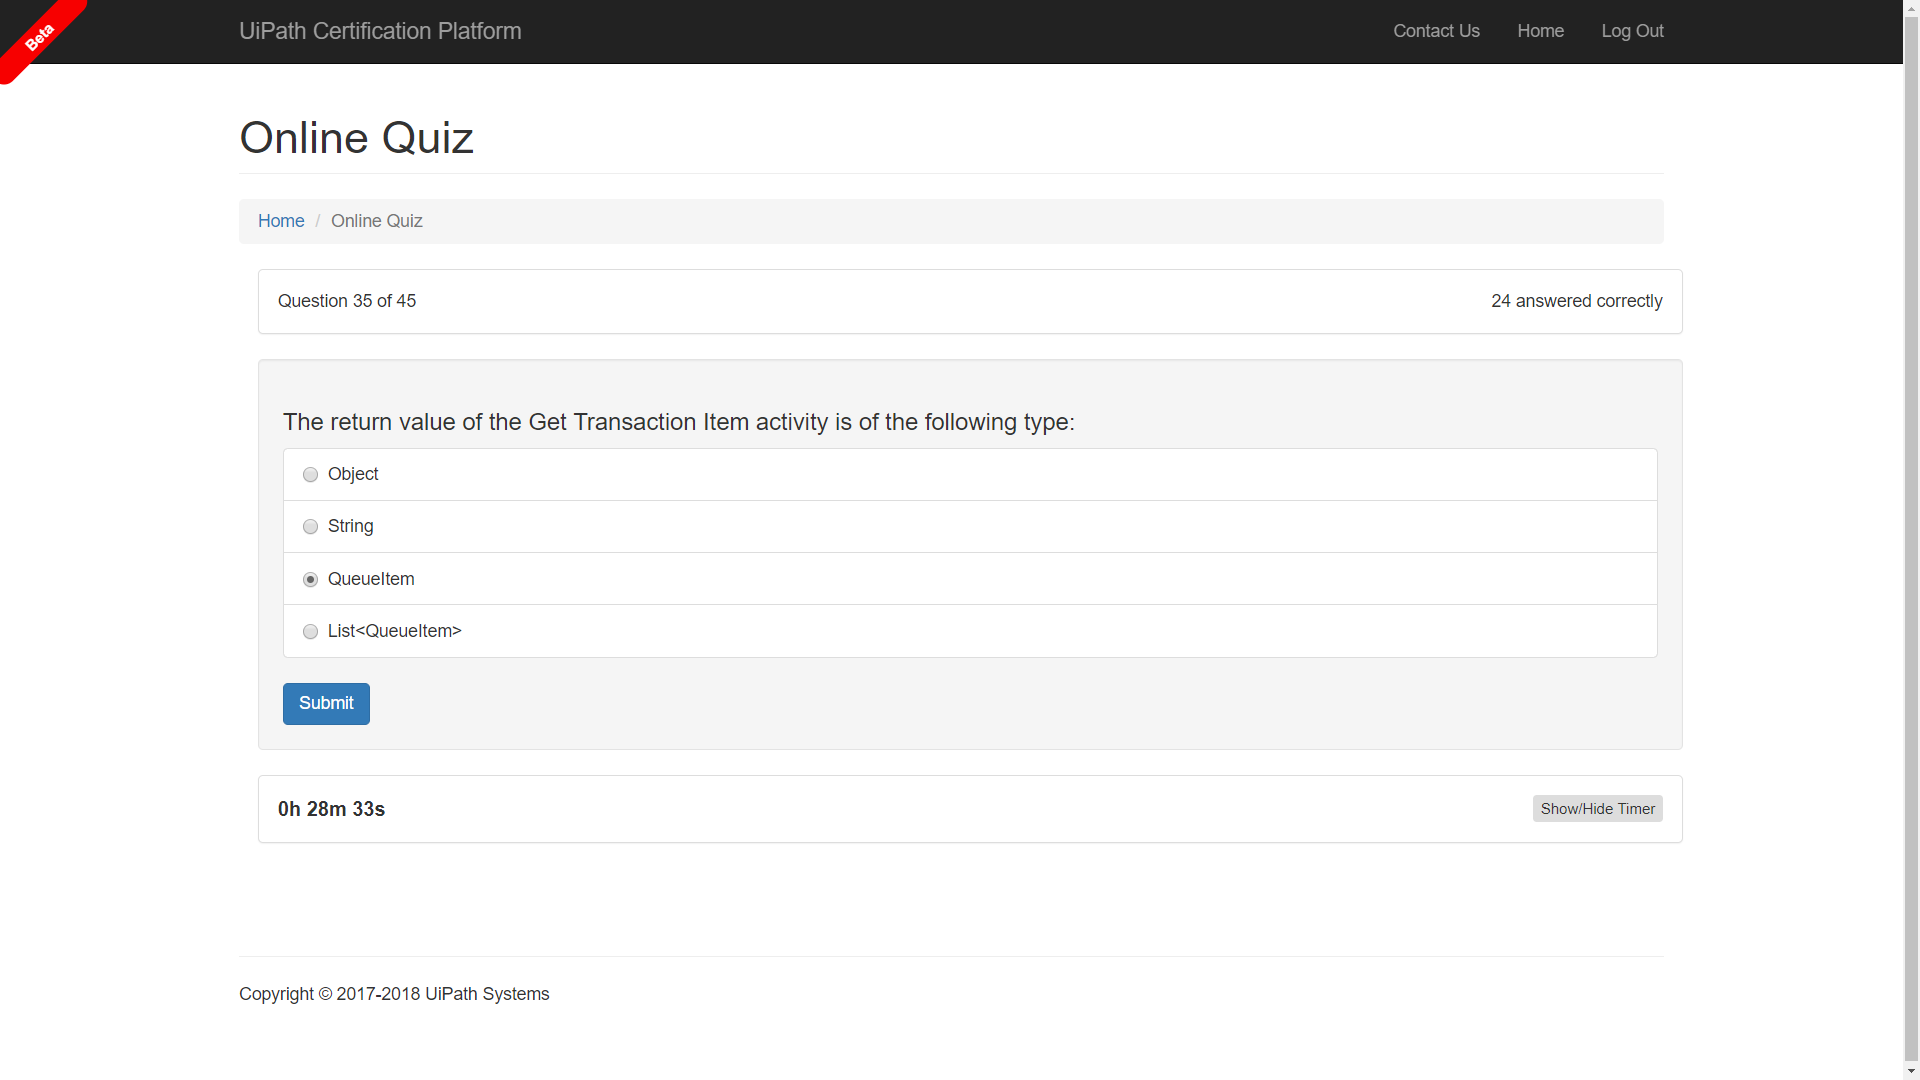 Beta
UiPath Certification Platform
Contact Us
Home
Log Out
Online Quiz
Home / Online Quiz
Question 35 of 45
24 answered correctly
The return value of the Get Transaction Item activity is of the following type:
Object
String
QueueItem
List<QueueItem>
Submit
0h 28m 33s
Show/Hide Timer
Copyright © 2017-2018 UiPath Systems